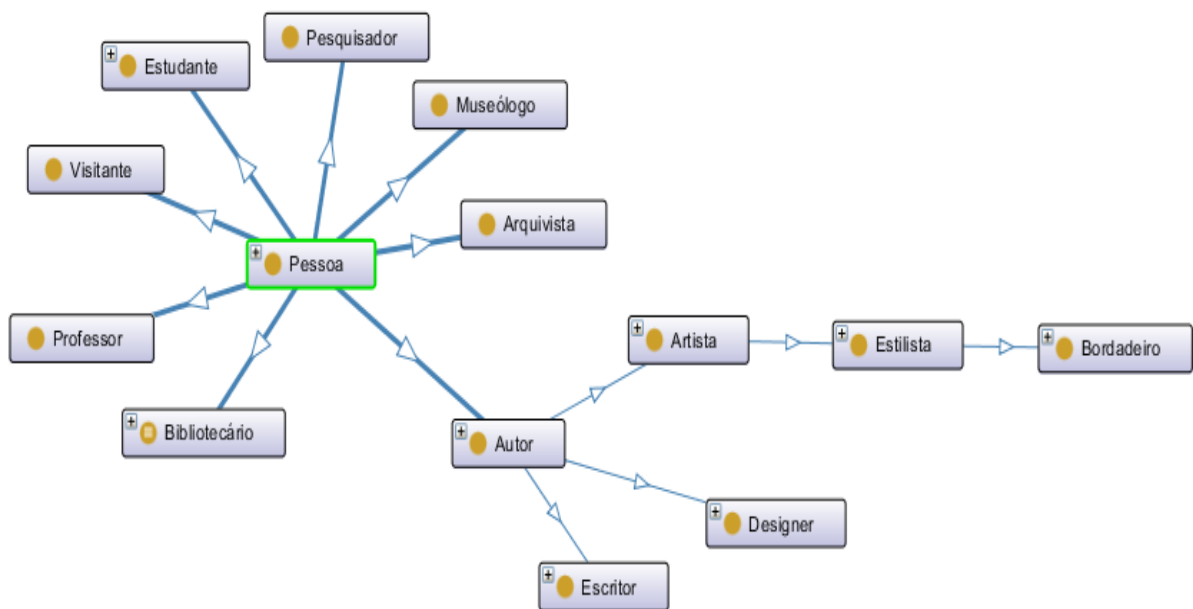 Pesquisador
Estudante
Museólogo
Visitante
Arquivista
Pessoa
Professor
Artista
Estilista
Bordadeiro
Bibliotecário
Autor
Designer
Escritor